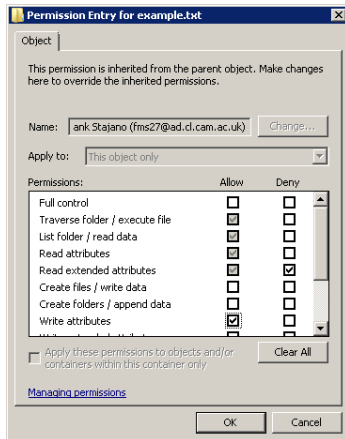 Permission Entry for example.txt
Object
This permission is inherited from the parent object. Make changes
here to override the inherited permissions.
Name: ank Stajano (fms27@ad.cl.cam.ac.uk) Change...
Apply to: This object only
Permissions: Allow Deny
Full control
Traverse folder / execute file
List folder / read data
Read attributes
Read extended attributes
Create files / write data
Create folders / append data
Write attributes
Apply these permissions to objects and/or
containers within this container only
Clear All
Managing permissions
OK Cancel